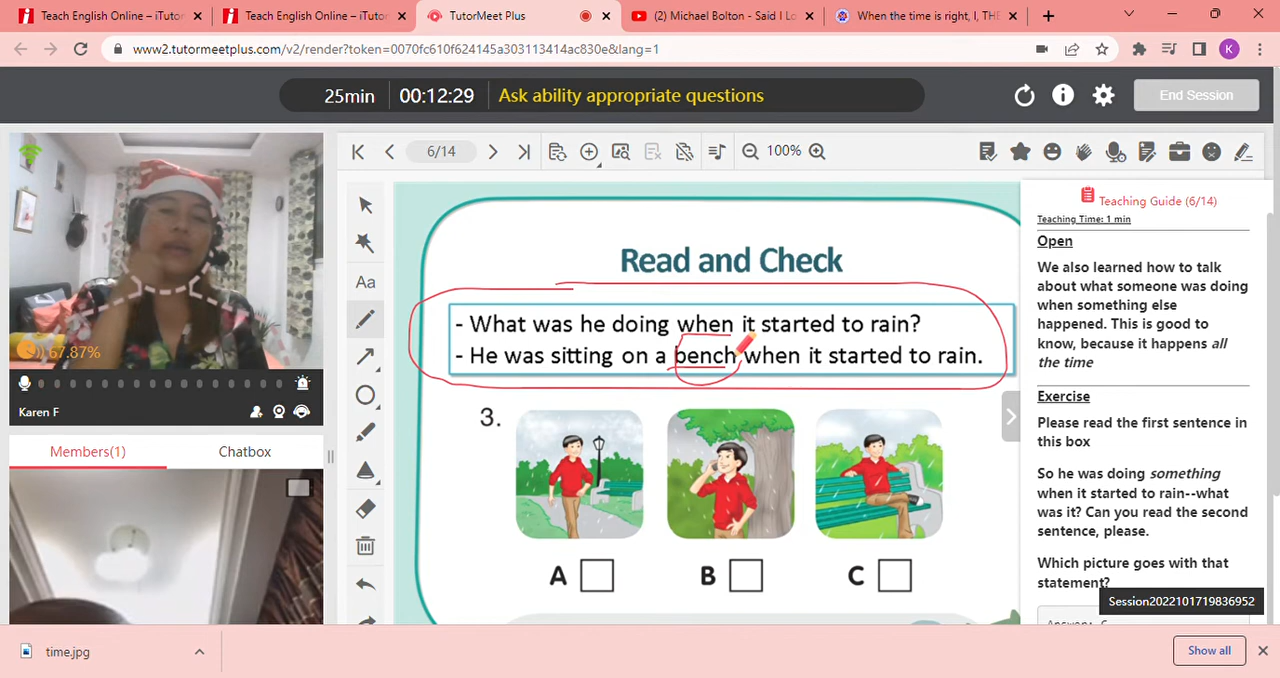 Teach English Online – iTutor
Teach English Online – iTutor
TutorMeet Plus
(2) Michael Bolton - Said I Lo
When the time is right, I, THE
www2.tutormeetplus.com/v2/render?token=0070fc610f624145a303113414ac830e&lang=1
K
25min
00:12:29
Ask ability appropriate questions
End Session
6/14
100%
67.87%
Karen F
Members(1)
Chatbox
Aa
Read and Check
- What was he doing when it started to rain?
- He was sitting on a bench when it started to rain.
3.
A
B
C
Teaching Guide (6/14)
Teaching Time: 1 min
Open
We also learned how to talk
about what someone was doing
when something else
happened. This is good to
know, because it happens all
the time
Exercise
Please read the first sentence in
this box
So he was doing something
when it started to rain--what
was it? Can you read the second
sentence, please.
Which picture goes with that
statement?
Session2022101719836952
Answer: C
time.jpg
Show all